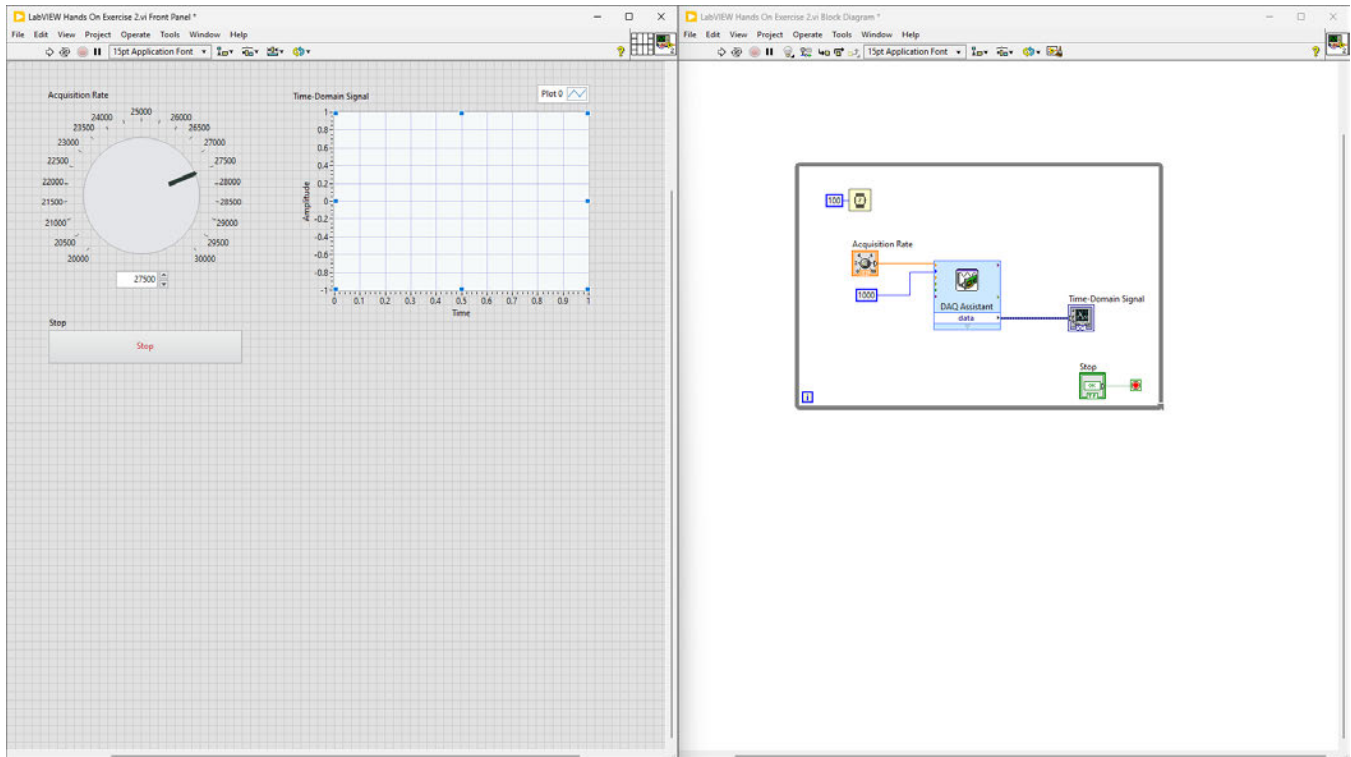 LabVIEW Hands On Exercise 2.vi Front Panel *
File Edit View Project Operate Tools Window Help
15pt Application Font
Acquisition Rate
25000
24000 26000
23500 26500
23000 27000
22500 27500
22000 28000
21500 28500
21000 29000
20500 29500
20000 30000
27500
Stop
Stop
Time-Domain Signal
Plot 0
1
0.8
0.6
0.4
0.2
0
-0.2
-0.4
-0.6
-0.8
-1
Amplitude
0 0.1 0.2 0.3 0.4 0.5 0.6 0.7 0.8 0.9 1
Time
LabVIEW Hands On Exercise 2.vi Block Diagram *
File Edit View Project Operate Tools Window Help
15pt Application Font
100
Acquisition Rate
1000
DAQ Assistant
data
Time-Domain Signal
Stop
OK
i